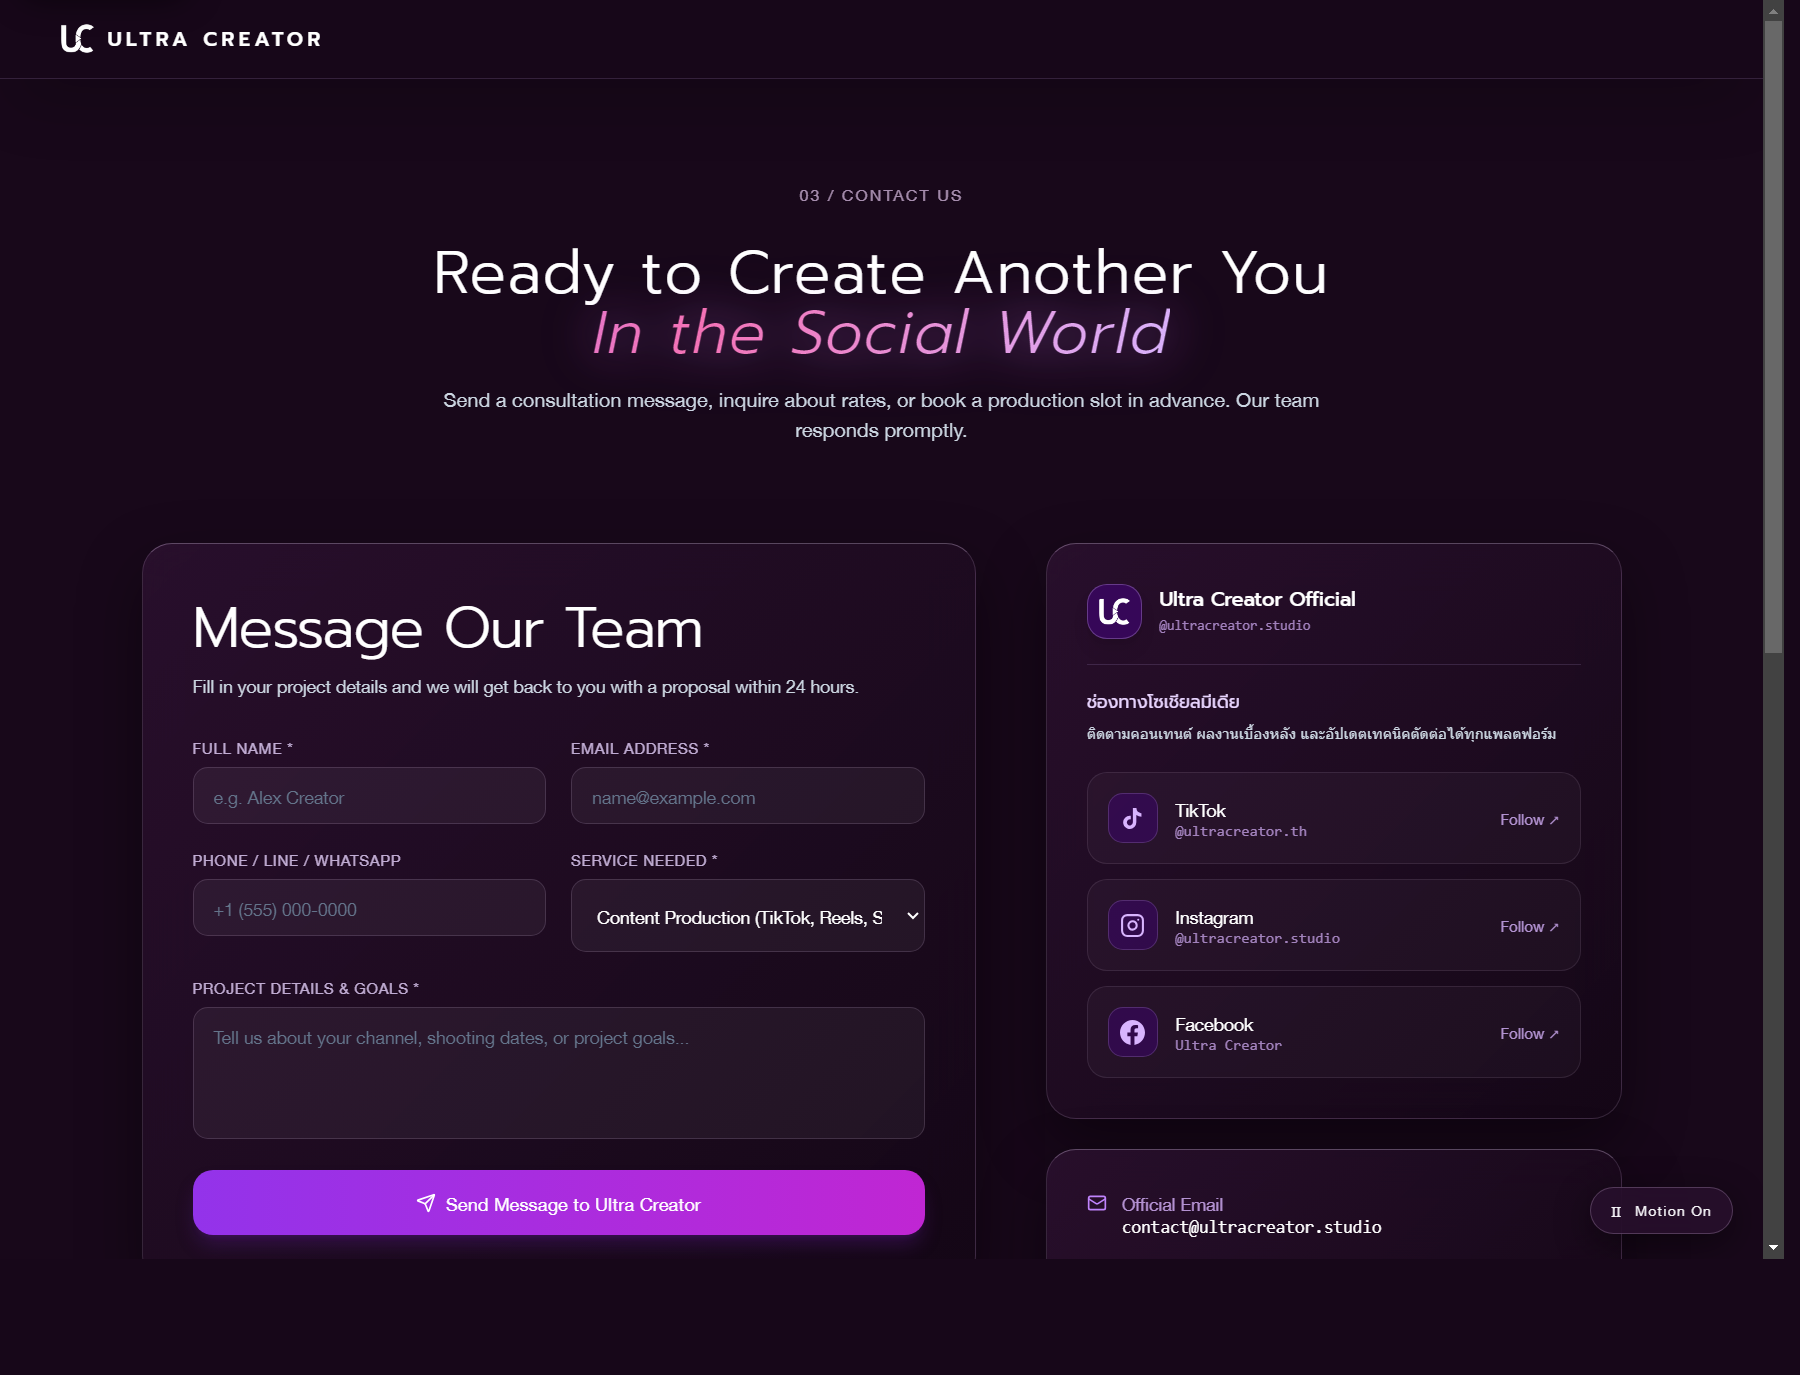 UC ULTRA CREATOR
03 / CONTACT US
Ready to Create Another You
In the Social World
Send a consultation message, inquire about rates, or book a production slot in advance. Our team
responds promptly.
Message Our Team
Fill in your project details and we will get back to you with a proposal within 24 hours.
FULL NAME *
EMAIL ADDRESS *
e.g. Alex Creator
name@example.com
PHONE / LINE / WHATSAPP
SERVICE NEEDED *
+1 (555) 000-0000
Content Production (TikTok, Reels, S
PROJECT DETAILS & GOALS *
Tell us about your channel, shooting dates, or project goals...
Send Message to Ultra Creator
UC
Ultra Creator Official
@ultracreator.studio
ช่องทางโซเชียลมีเดีย
ติดตามคอนเทนต์ ผลงานเบื้องหลัง และอัปเดตเทคนิคตัดต่อได้ทุกแพลตฟอร์ม
TikTok
@ultracreator.th
Follow ↗
Instagram
@ultracreator.studio
Follow ↗
Facebook
Ultra Creator
Follow ↗
Official Email
contact@ultracreator.studio
Motion On